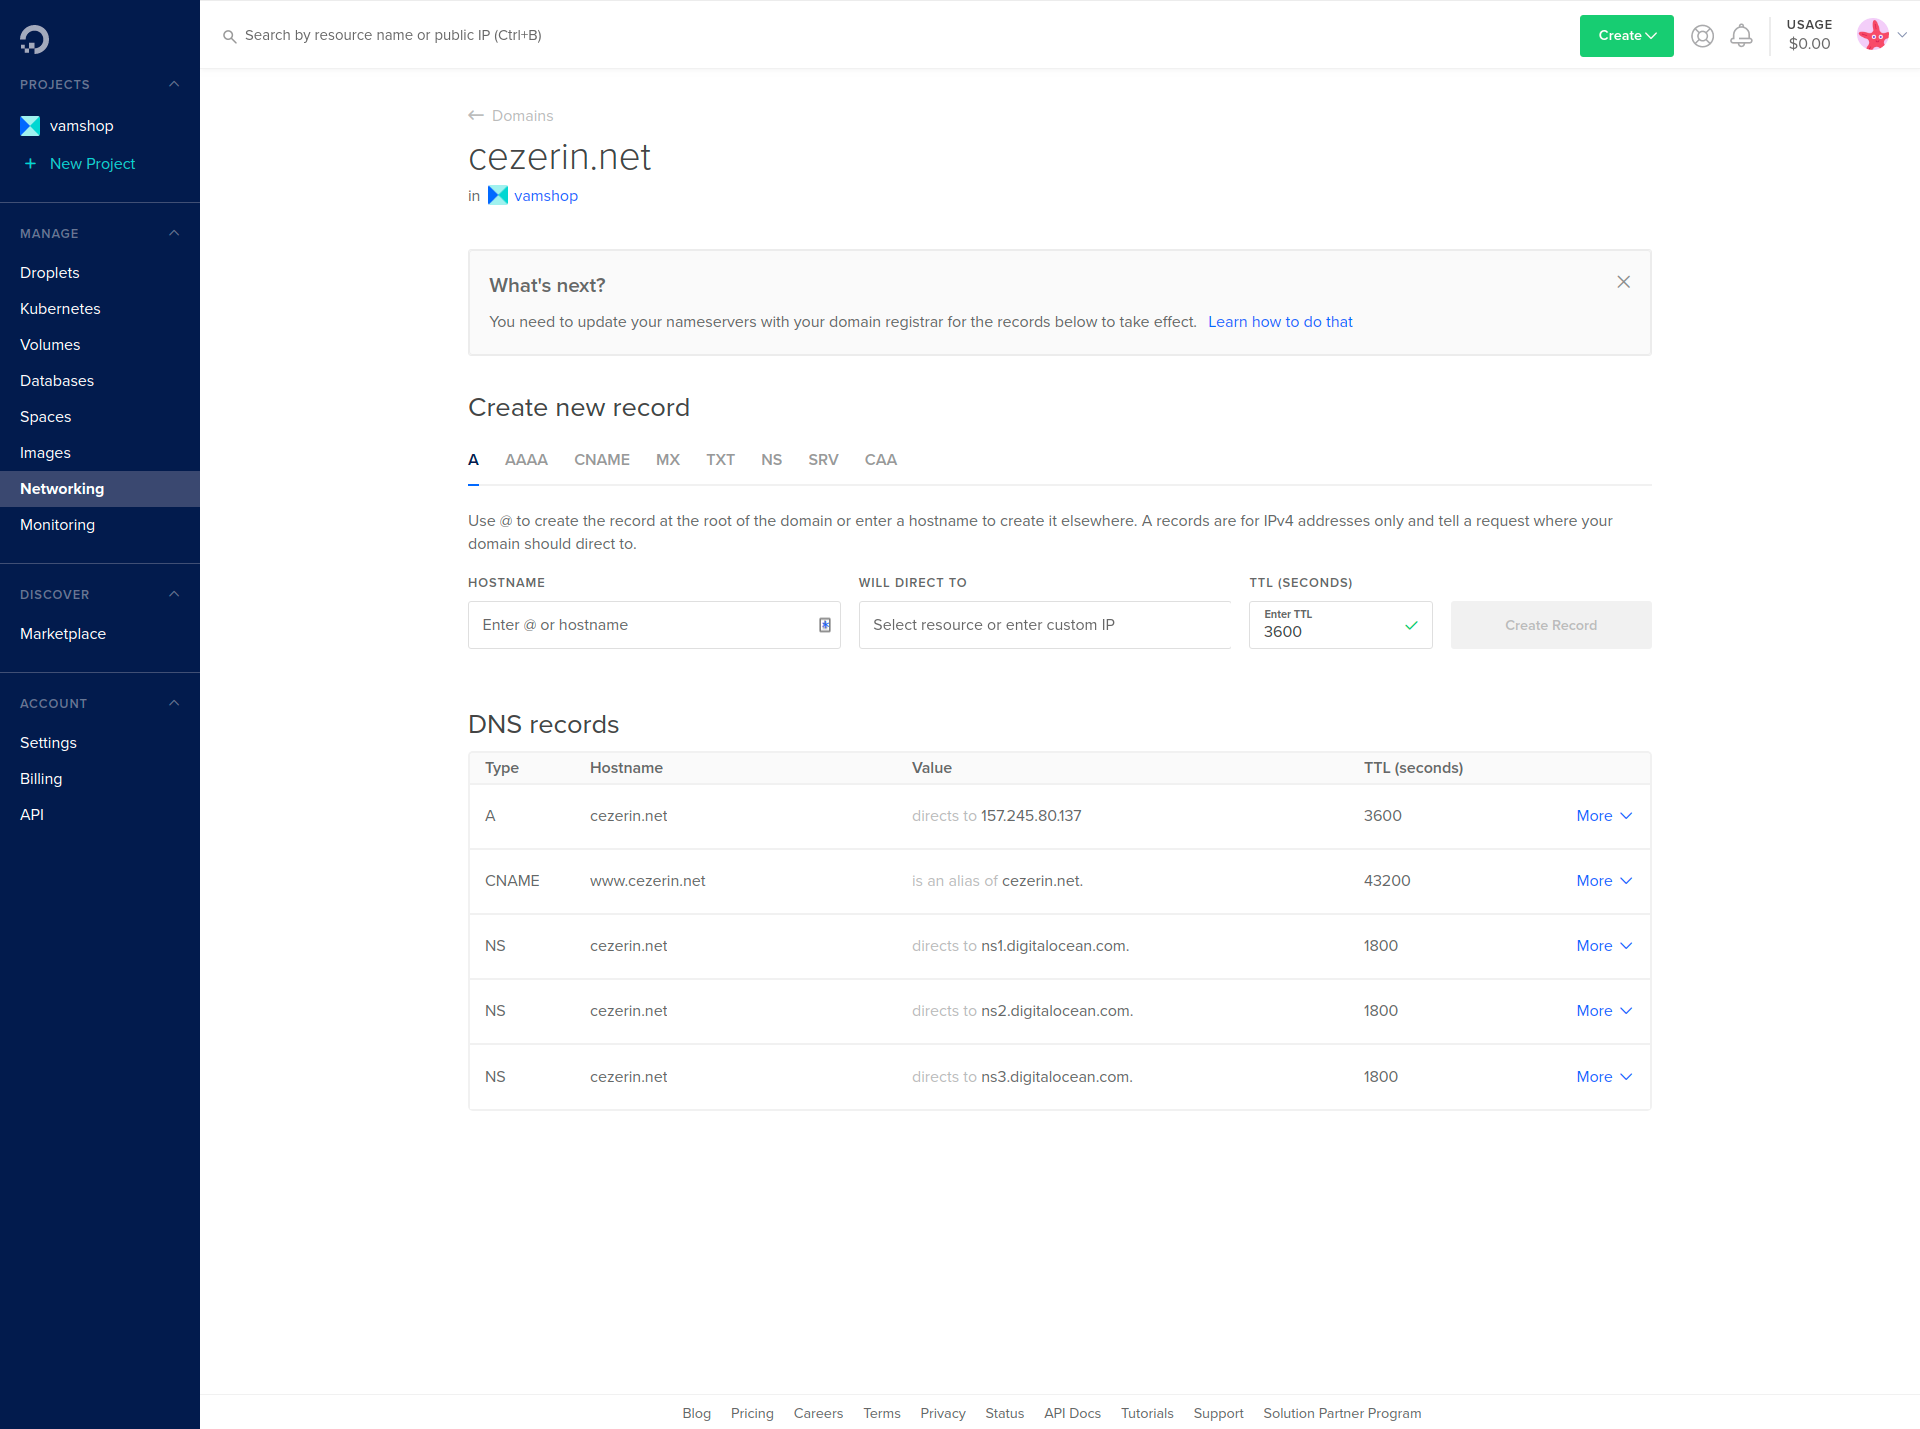 Search by resource name or public IP (Ctrl+B)
Create
USAGE
$0.00
PROJECTS
vamshop
New Project
MANAGE
Droplets
Kubernetes
Volumes
Databases
Spaces
Images
Networking
Monitoring
DISCOVER
Marketplace
ACCOUNT
Settings
Billing
API
Domains
cezerin.net
in vamshop
What's next?
You need to update your nameservers with your domain registrar for the records below to take effect. Learn how to do that
Create new record
A AAAA CNAME MX TXT NS SRV CAA
Use @ to create the record at the root of the domain or enter a hostname to create it elsewhere. A records are for IPv4 addresses only and tell a request where your
domain should direct to.
HOSTNAME WILL DIRECT TO TTL (SECONDS)
Enter @ or hostname
Select resource or enter custom IP
Enter TTL
3600
Create Record
DNS records
Type Hostname Value TTL (seconds)
A cezerin.net directs to 157.245.80.137 3600 More
CNAME www.cezerin.net is an alias of cezerin.net. 43200 More
NS cezerin.net directs to ns1.digitalocean.com. 1800 More
NS cezerin.net directs to ns2.digitalocean.com. 1800 More
NS cezerin.net directs to ns3.digitalocean.com. 1800 More
Blog Pricing Careers Terms Privacy Status API Docs Tutorials Support Solution Partner Program